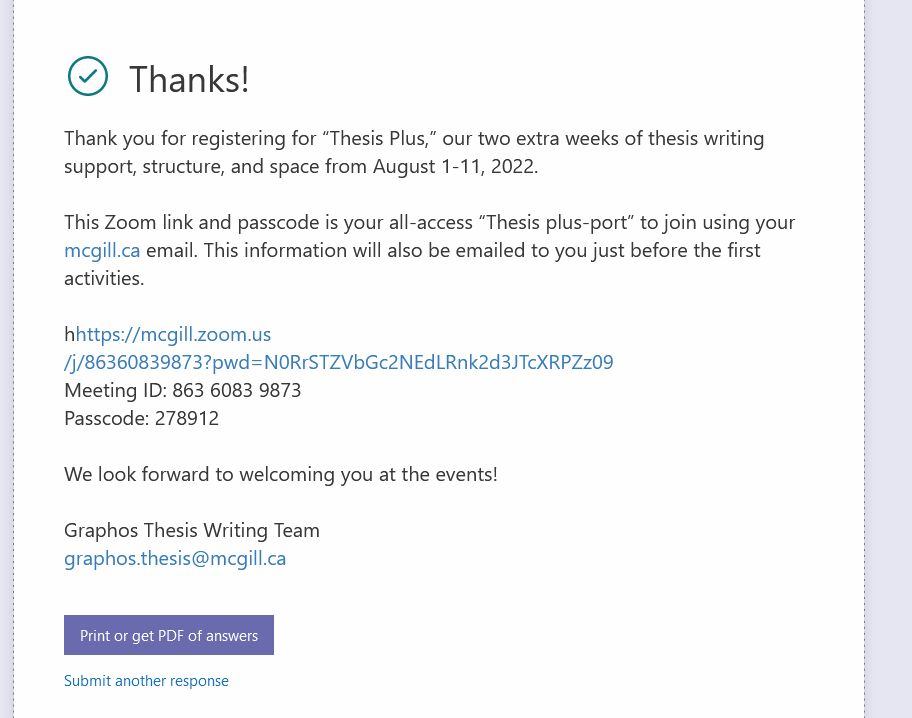 Thanks!
Thank you for registering for “Thesis Plus,” our two extra weeks of thesis writing
support, structure, and space from August 1-11, 2022.
This Zoom link and passcode is your all-access “Thesis plus-port” to join using your
mcgill.ca email. This information will also be emailed to you just before the first
activities.
hhttps://mcgill.zoom.us
/j/86360839873?pwd=N0RrSTZVbGc2NEdLRnk2d3JTcXRPZz09
Meeting ID: 863 6083 9873
Passcode: 278912
We look forward to welcoming you at the events!
Graphos Thesis Writing Team
graphos.thesis@mcgill.ca
Print or get PDF of answers
Submit another response